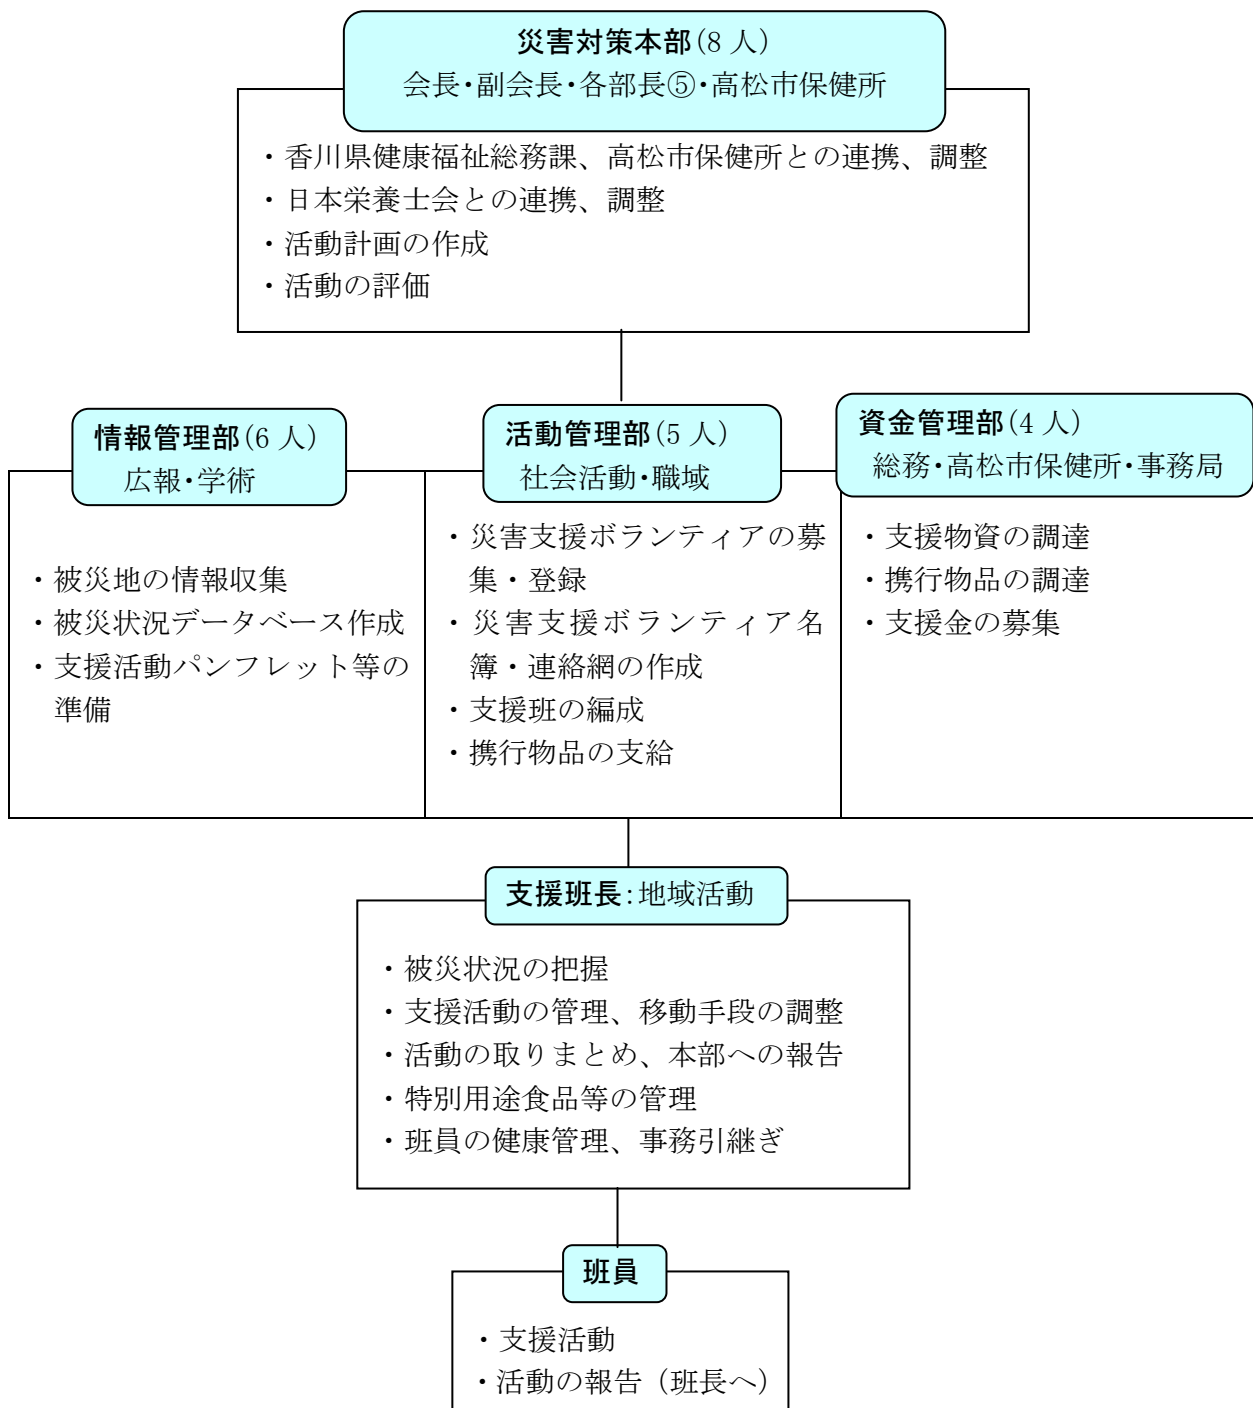 災害対策本部(8 人)
会長・副会長・各部長⑤・高松市保健所
・香川県健康福祉総務課、高松市保健所との連携、調整
・日本栄養士会との連携、調整
・活動計画の作成
・活動の評価
情報管理部(6 人)
広報・学術
・被災地の情報収集
・被災状況データベース作成
・支援活動パンフレット等の
準備
活動管理部(5 人)
社会活動・職域
・災害支援ボランティアの募
集・登録
・災害支援ボランティア名
簿・連絡網の作成
・支援班の編成
・携行物品の支給
資金管理部(4 人)
総務・高松市保健所・事務局
・支援物資の調達
・携行物品の調達
・支援金の募集
支援班長:地域活動
・被災状況の把握
・支援活動の管理、移動手段の調整
・活動の取りまとめ、本部への報告
・特別用途食品等の管理
・班員の健康管理、事務引継ぎ
班員
・支援活動
・活動の報告（班長へ）